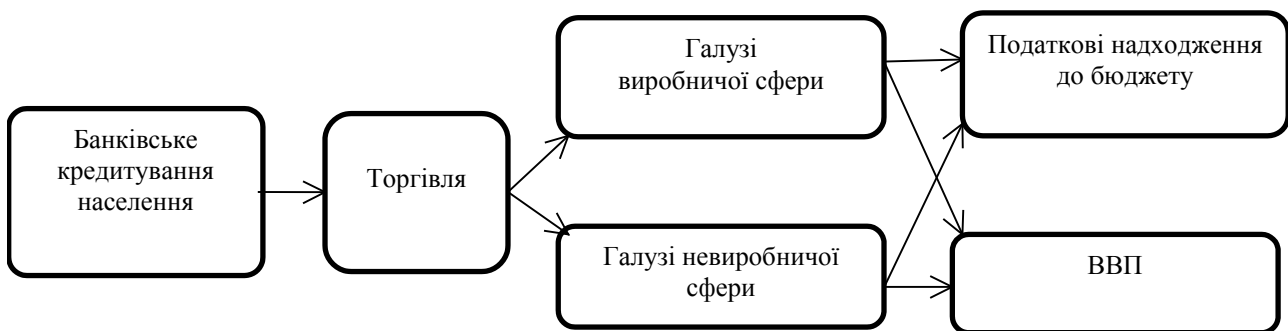 Банківське
кредитування
населення
Торгівля
Галузі
виробничої сфери
Галузі невиробничої
сфери
Податкові надходження
до бюджету
ВВП